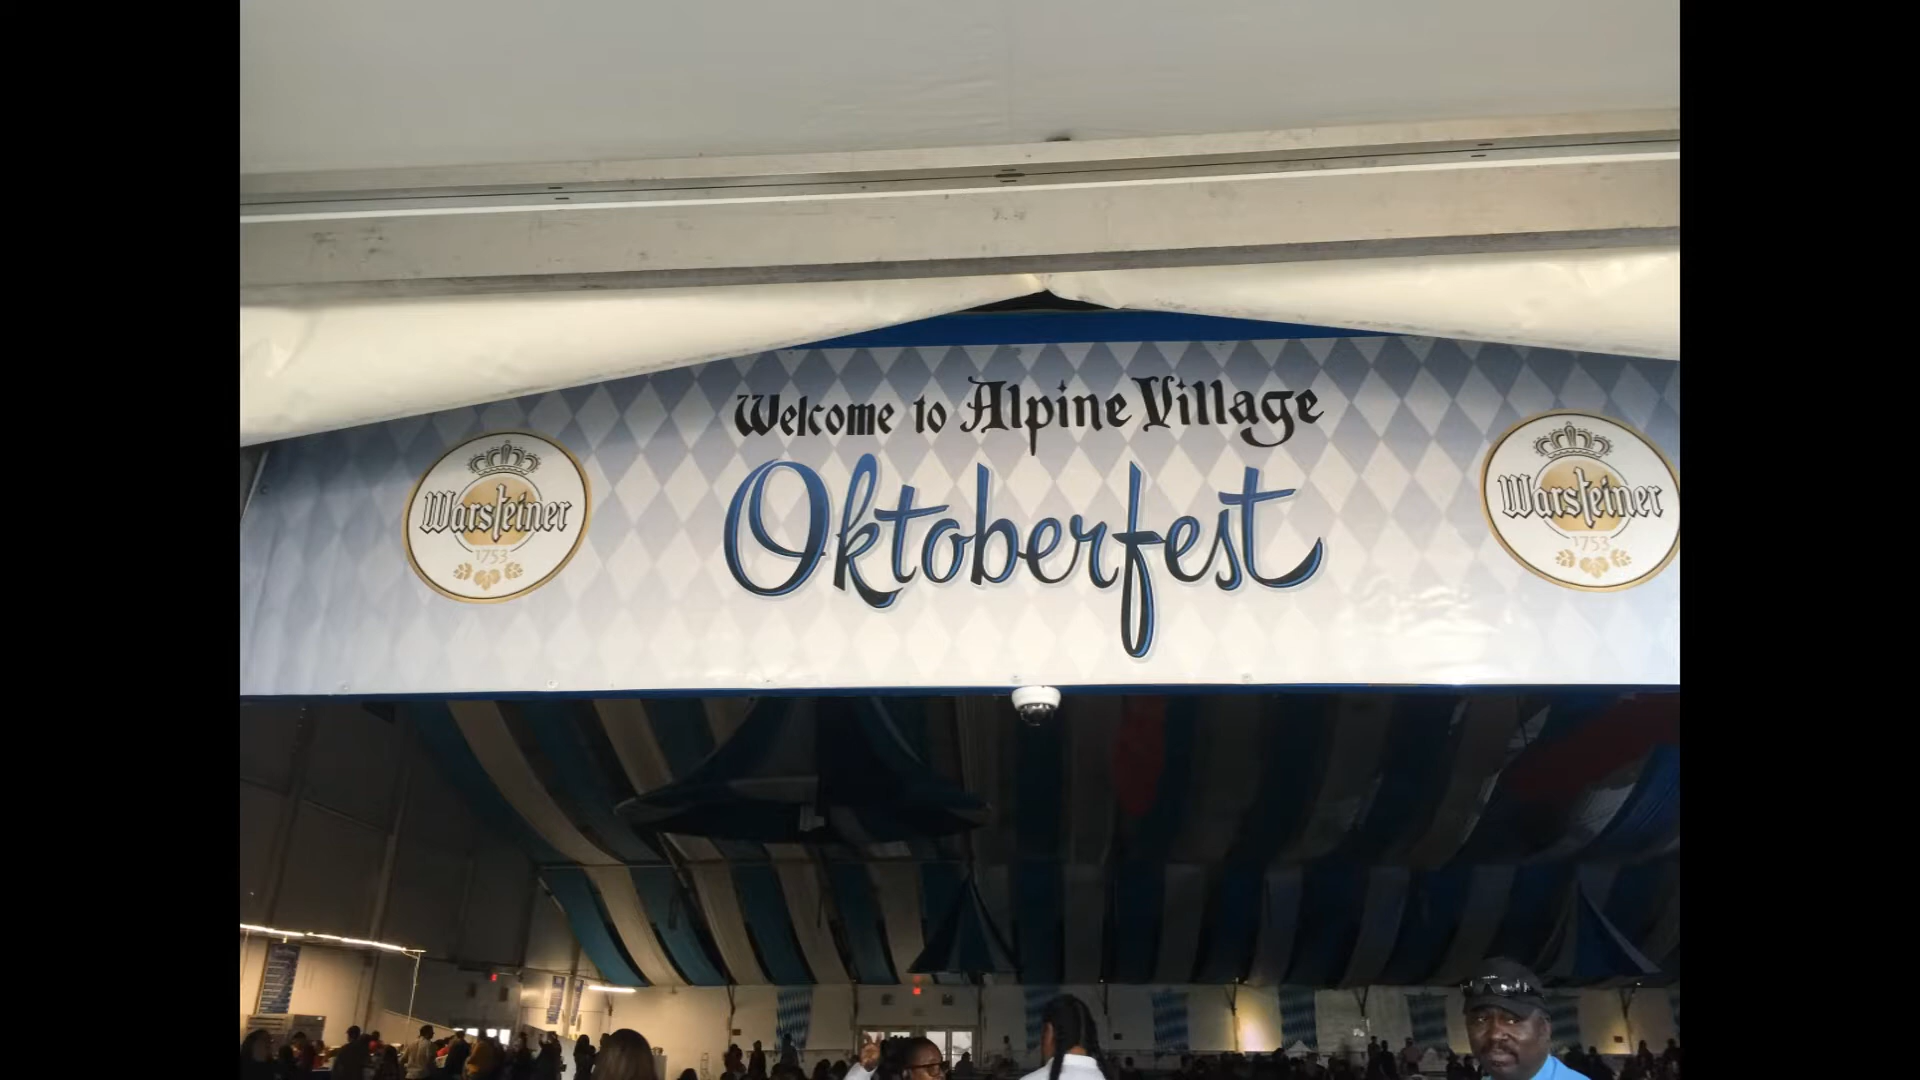 Welcome to Alpine Village
Oktoberfest
Warsteiner
1753
Warsteiner
1753